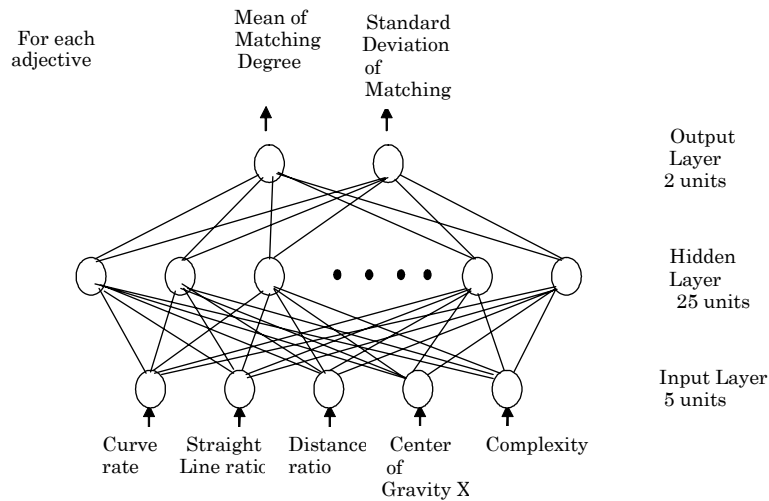 For each
adjective
Mean of
Matching
Degree
Standard
Deviation
of
Matching
Output
Layer
2 units
Hidden
Layer
25 units
Input Layer
5 units
Curve
rate
Straight
Line ratio
Distance
ratio
Center
of
Gravity X
Complexity